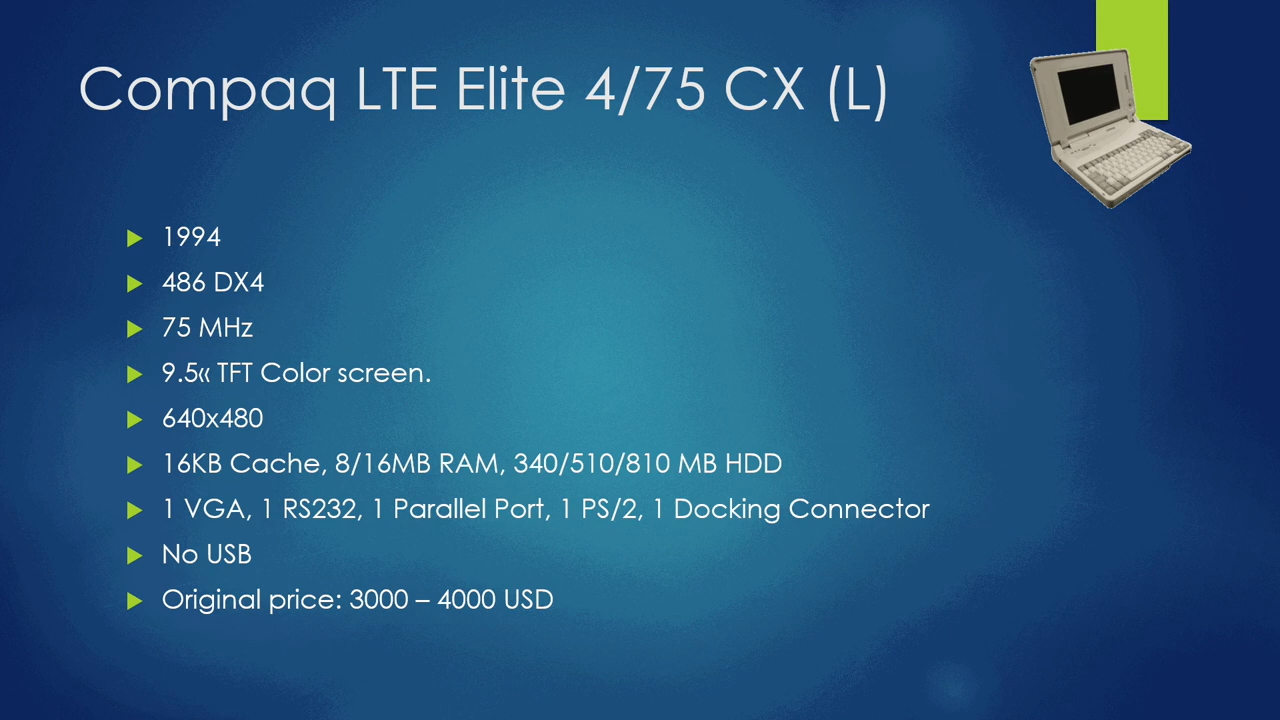 Compaq LTE Elite 4/75 CX (L)
1994
486 DX4
75 MHz
9.5« TFT Color screen.
640x480
16KB Cache, 8/16MB RAM, 340/510/810 MB HDD
1 VGA, 1 RS232, 1 Parallel Port, 1 PS/2, 1 Docking Connector
No USB
Original price: 3000 – 4000 USD